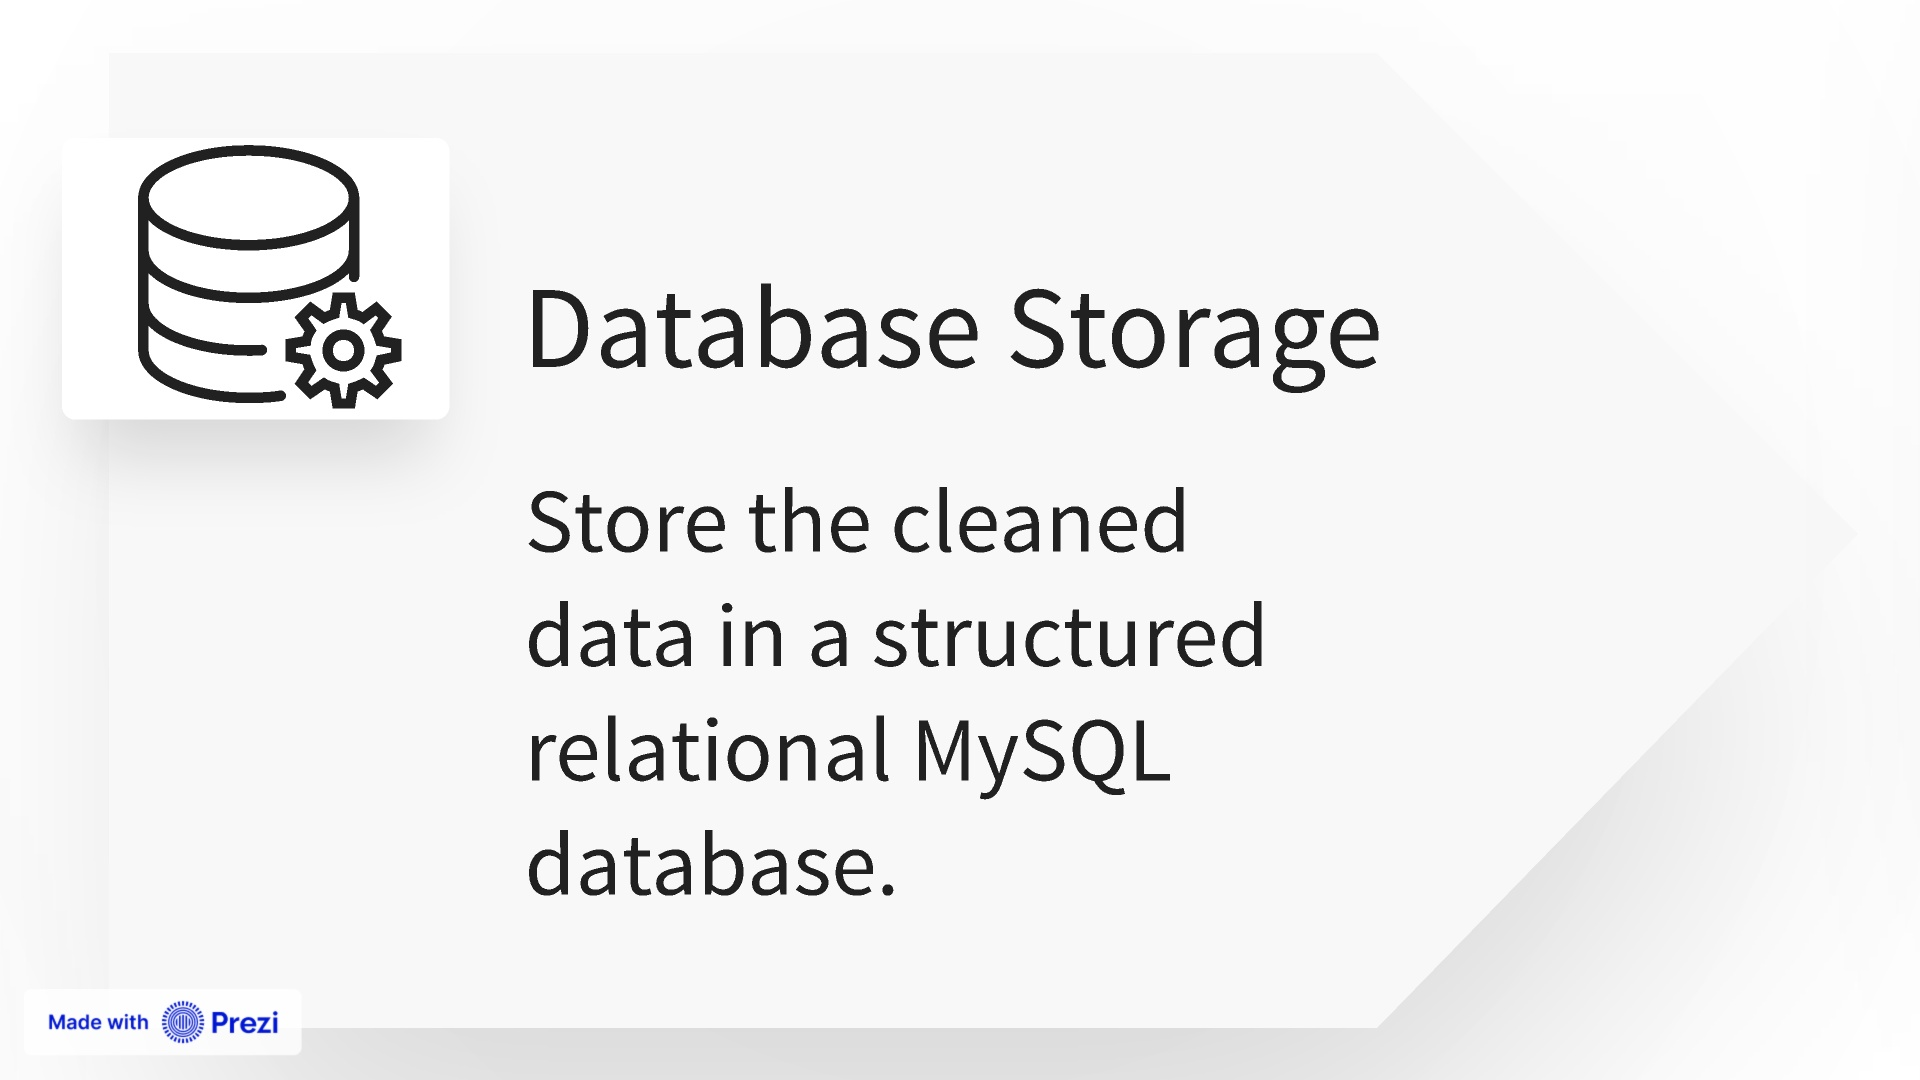 Database Storage
Store the cleaned
data in a structured
relational MySQL
database.
Made with Prezi